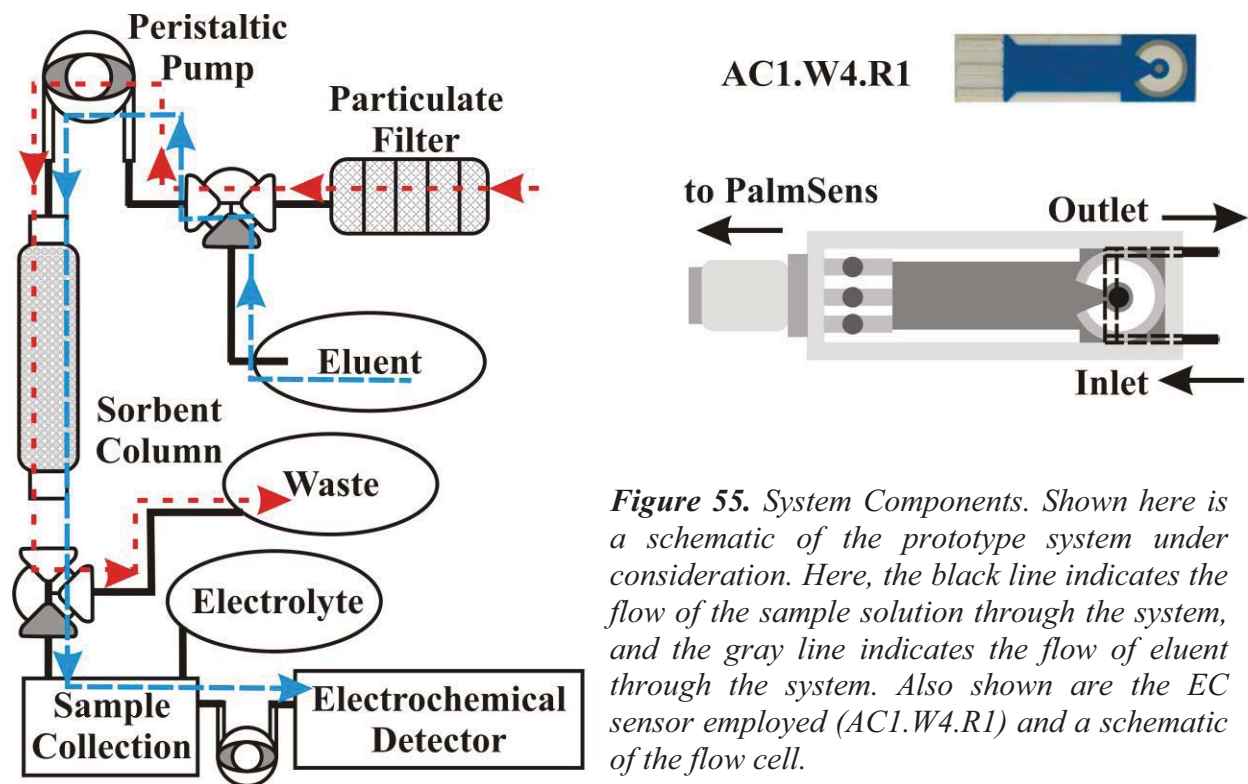 Peristaltic
Pump
Particulate
Filter
Eluent
Sorbent
Column
Waste
Electrolyte
Sample
Collection
Electrochemical
Detector
AC1.W4.R1
to PalmSens
Outlet
Inlet
Figure 55. System Components. Shown here is
a schematic of the prototype system under
consideration. Here, the black line indicates the
flow of the sample solution through the system,
and the gray line indicates the flow of eluent
through the system. Also shown are the EC
sensor employed (AC1.W4.R1) and a schematic
of the flow cell.